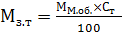 Мз.т = Мм.об. × Ст / 100